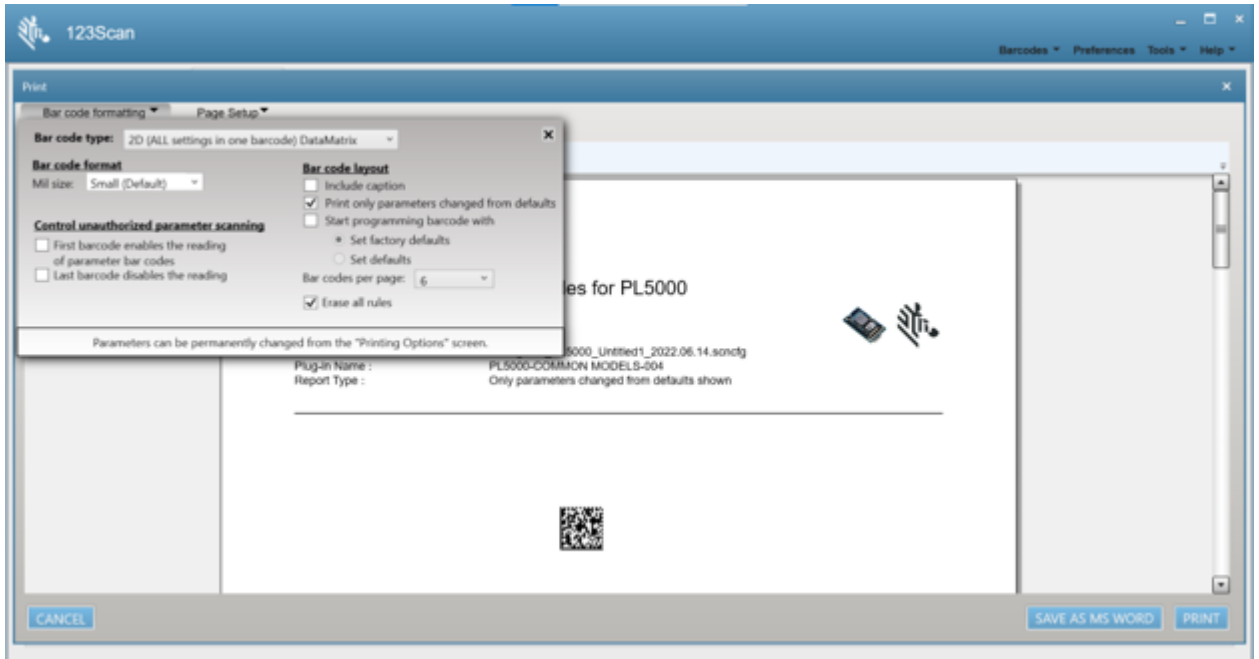 123Scan
Barcodes Preferences Tools Help
Print
Bar code formatting Page Setup
Bar code type: 2D (ALL settings in one barcode) DataMatrix
Bar code format
Mil size: Small (Default)
Control unauthorized parameter scanning
First barcode enables the reading
of parameter bar codes
Last barcode disables the reading
Bar code layout
Include caption
Print only parameters changed from defaults
Start programming barcode with
Set factory defaults
Set defaults
Bar codes per page: 6
Erase all rules
Parameters can be permanently changed from the "Printing Options" screen.
es for PL5000
5000_Untitled1_2022.06.14.scncfg
Plug-in Name : PL5000-COMMON MODELS-004
Report Type : Only parameters changed from defaults shown
CANCEL
SAVE AS MS WORD PRINT